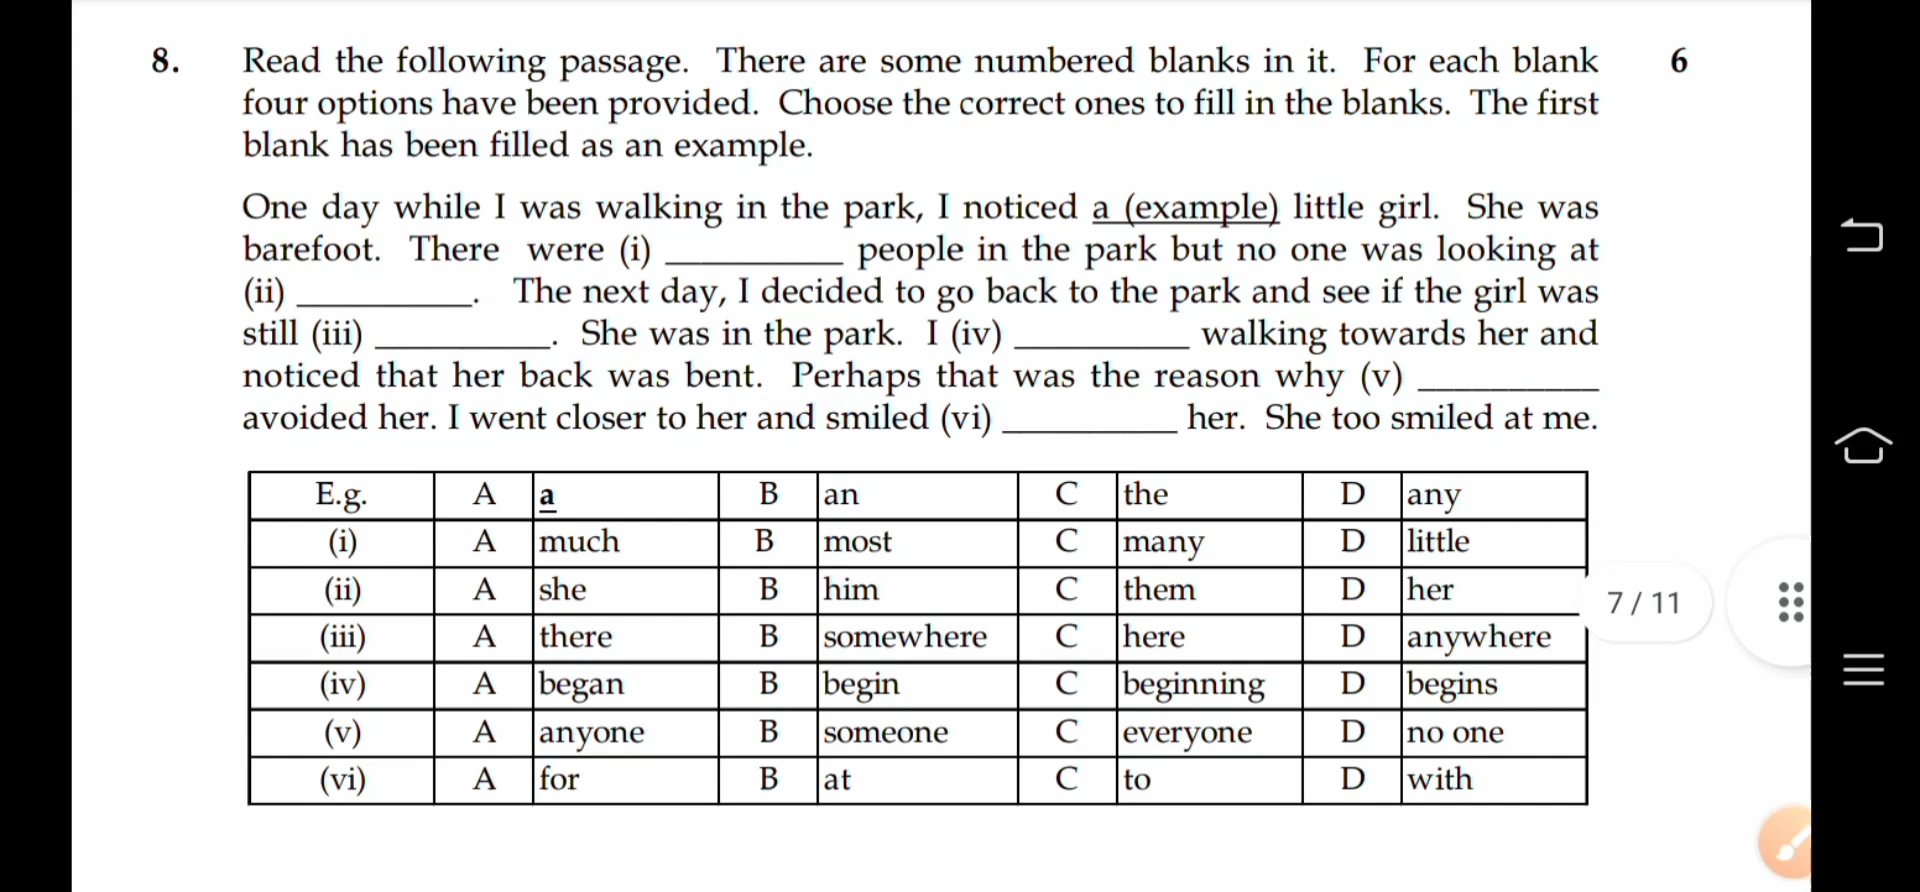 8. Read the following passage. There are some numbered blanks in it. For each blank 6
four options have been provided. Choose the correct ones to fill in the blanks. The first
blank has been filled as an example.
One day while I was walking in the park, I noticed a (example) little girl. She was
barefoot. There were (i) __________ people in the park but no one was looking at
(ii) __________. The next day, I decided to go back to the park and see if the girl was
still (iii) __________. She was in the park. I (iv) __________ walking towards her and
noticed that her back was bent. Perhaps that was the reason why (v) __________
avoided her. I went closer to her and smiled (vi) __________ her. She too smiled at me.
E.g. A a B an C the D any
(i) A much B most C many D little
(ii) A she B him C them D her
(iii) A there B somewhere C here D anywhere
(iv) A began B begin C beginning D begins
(v) A anyone B someone C everyone D no one
(vi) A for B at C to D with
7 / 11